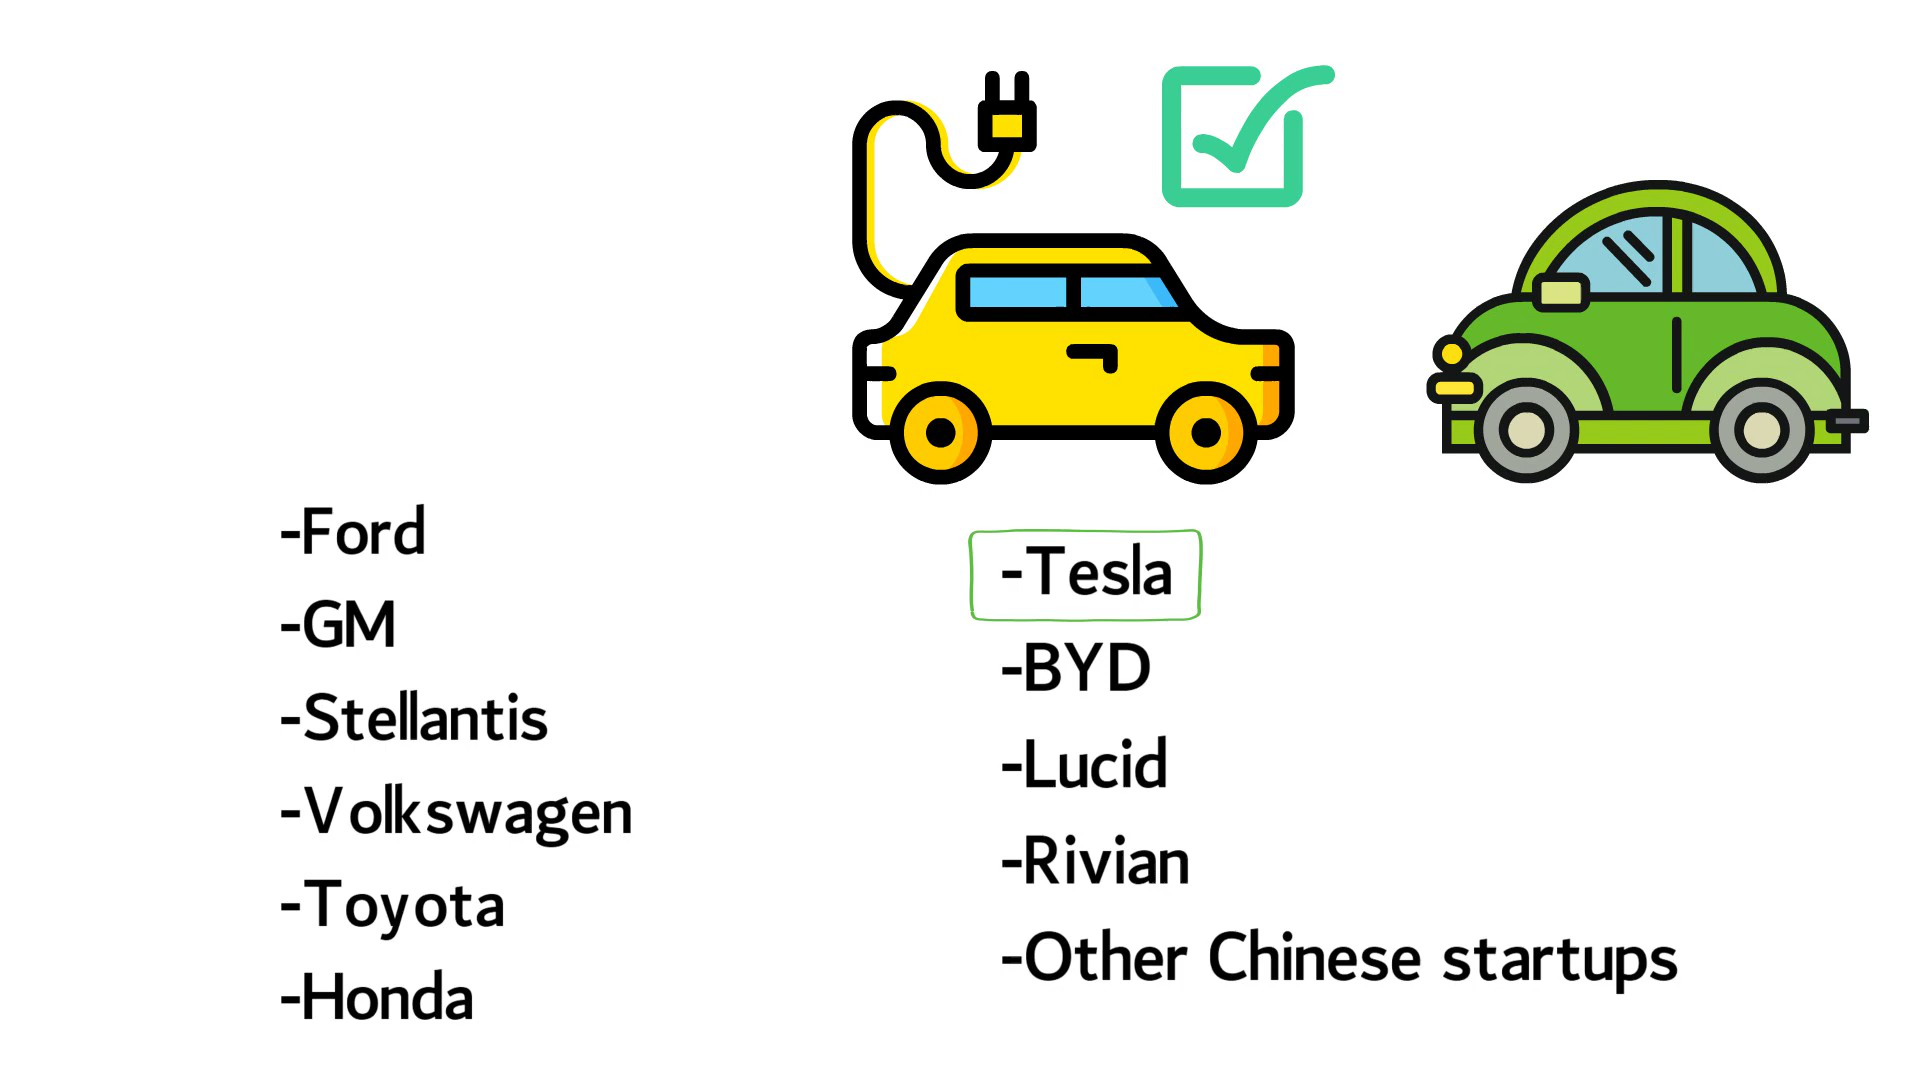 -Ford
-GM
-Stellantis
-Volkswagen
-Toyota
-Honda
-Tesla
-BYD
-Lucid
-Rivian
-Other Chinese startups